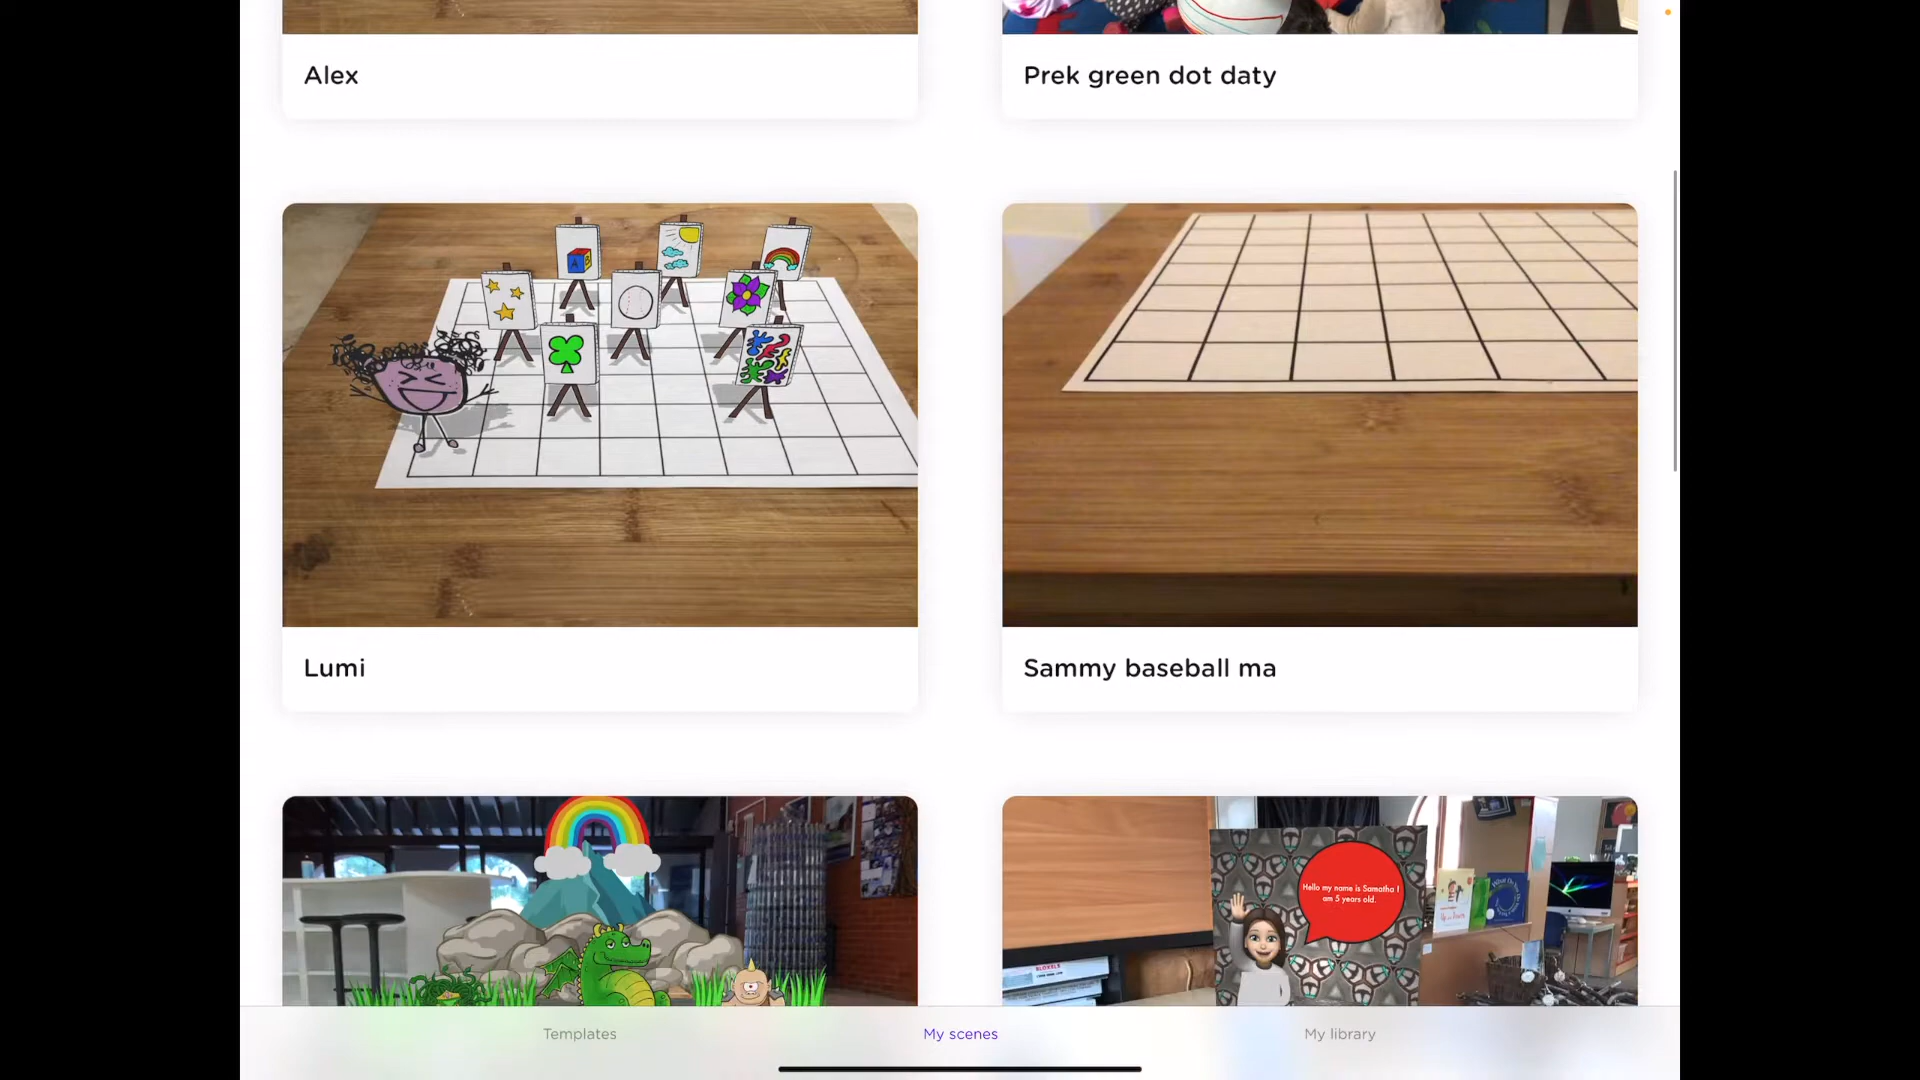 Alex
Prek green dot daty
Lumi
Sammy baseball ma
Hello my name is Samatha I
am 5 years old.
BLOXELS
Templates
My scenes
My library